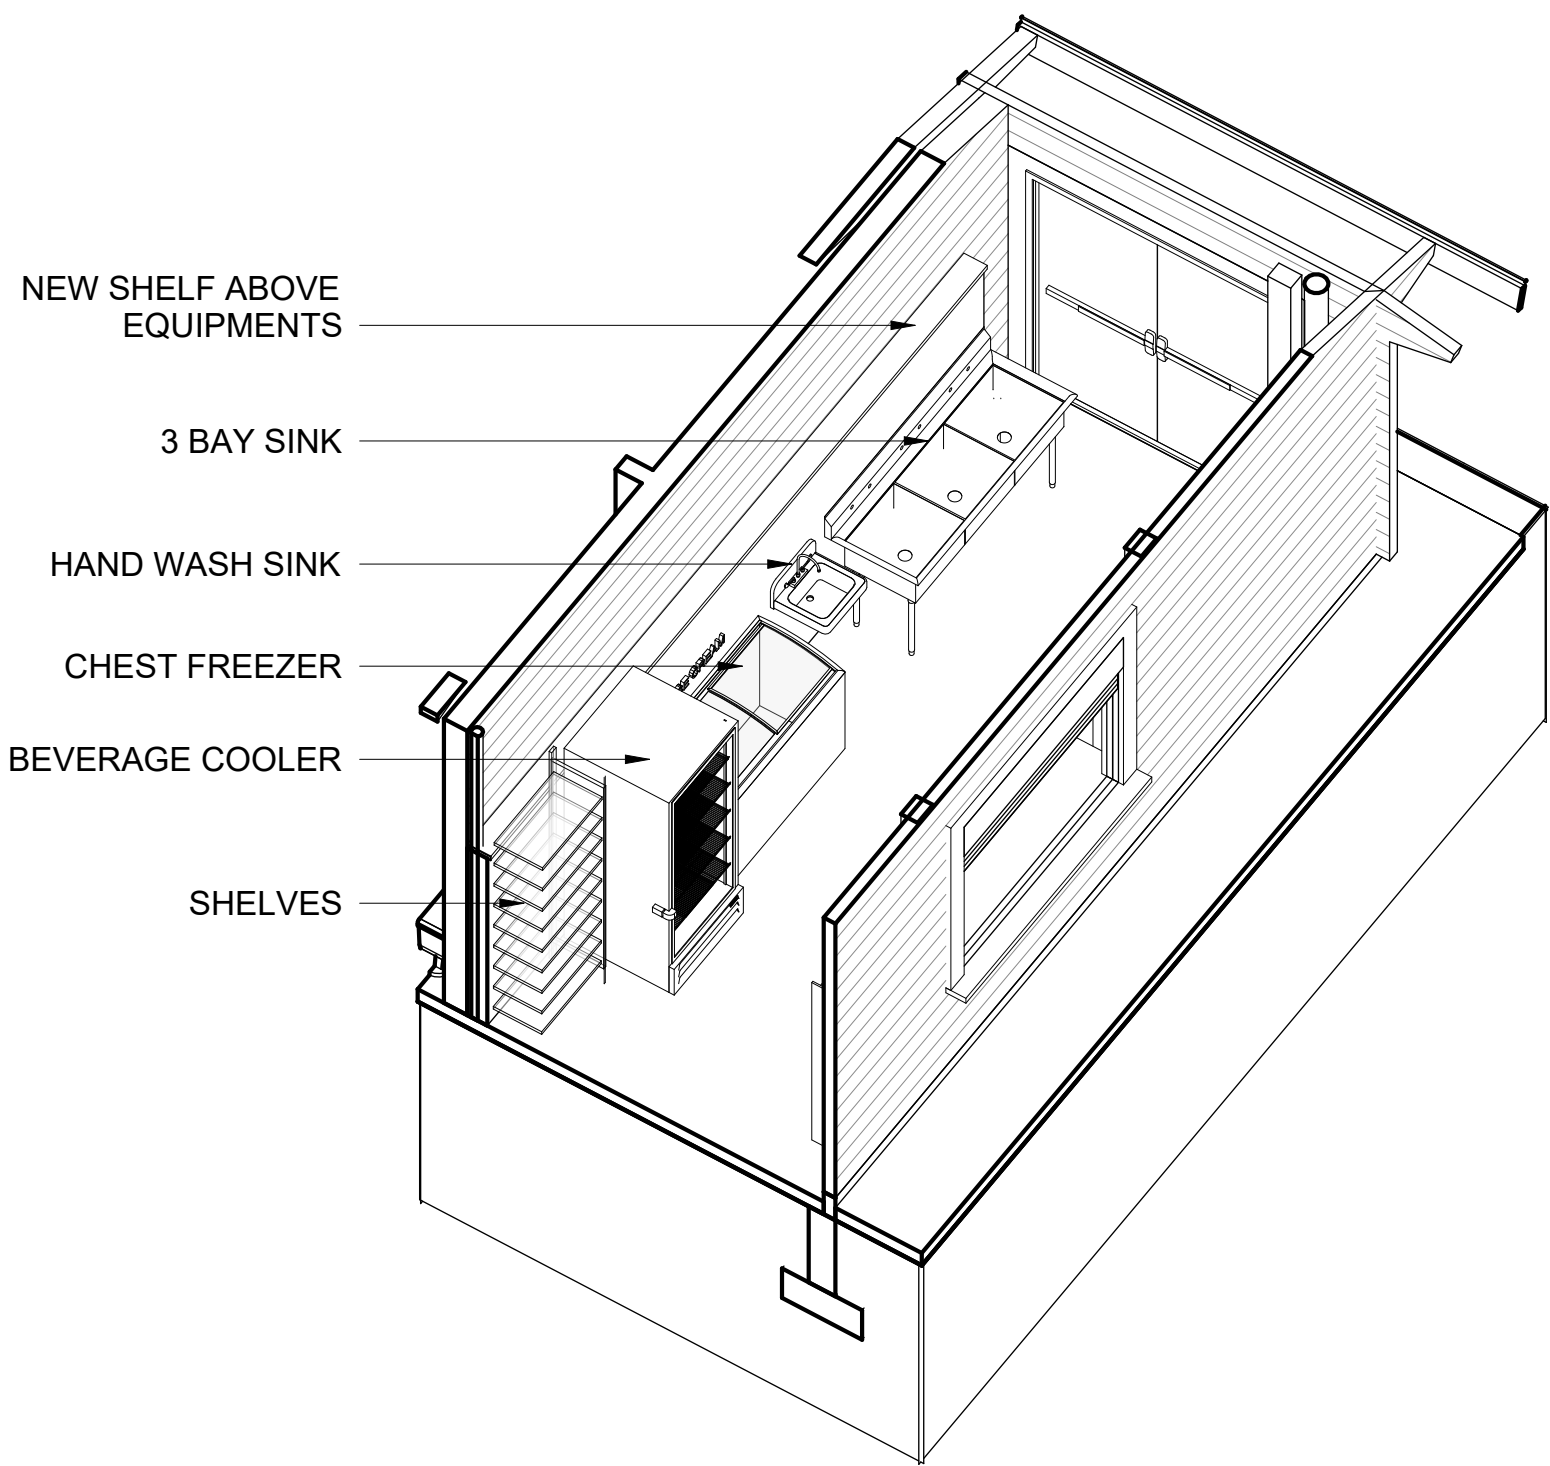 NEW SHELF ABOVE
EQUIPMENTS
3 BAY SINK
HAND WASH SINK
CHEST FREEZER
BEVERAGE COOLER
SHELVES